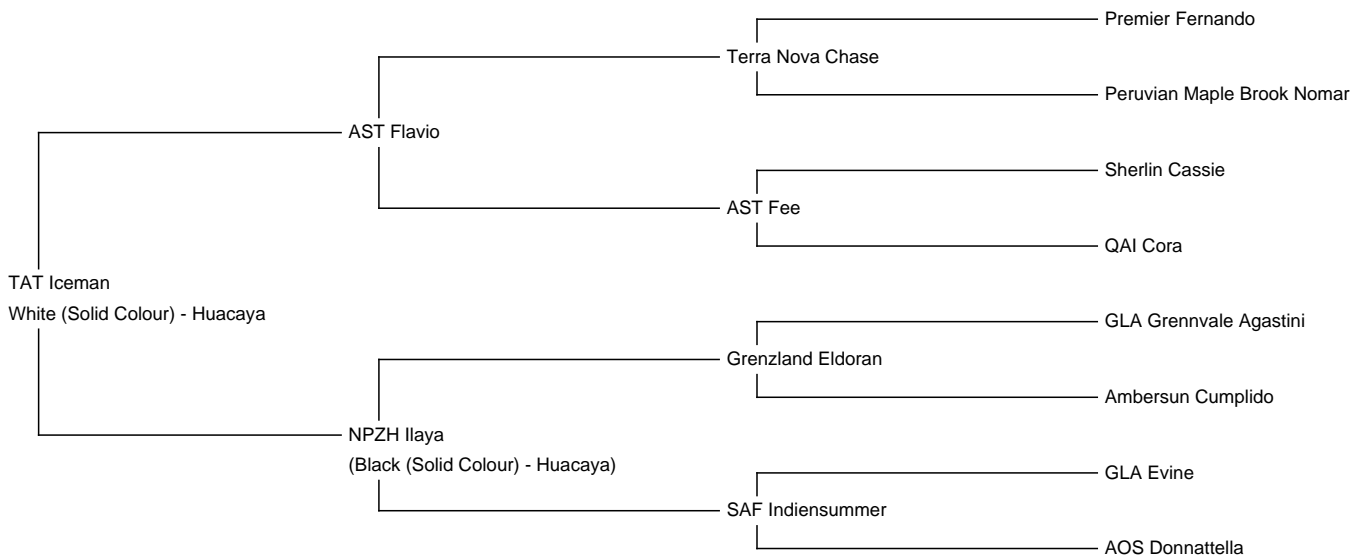 Premier Fernando
Terra Nova Chase
Peruvian Maple Brook Nomar
AST Flavio
Sherlin Cassie
AST Fee
QAI Cora
TAT Iceman
White (Solid Colour) - Huacaya
GLA Grennvale Agastini
Grenzland Eldoran
Ambersun Cumplido
NPZH Ilaya
(Black (Solid Colour) - Huacaya)
GLA Evine
SAF Indiensummer
AOS Donnattella